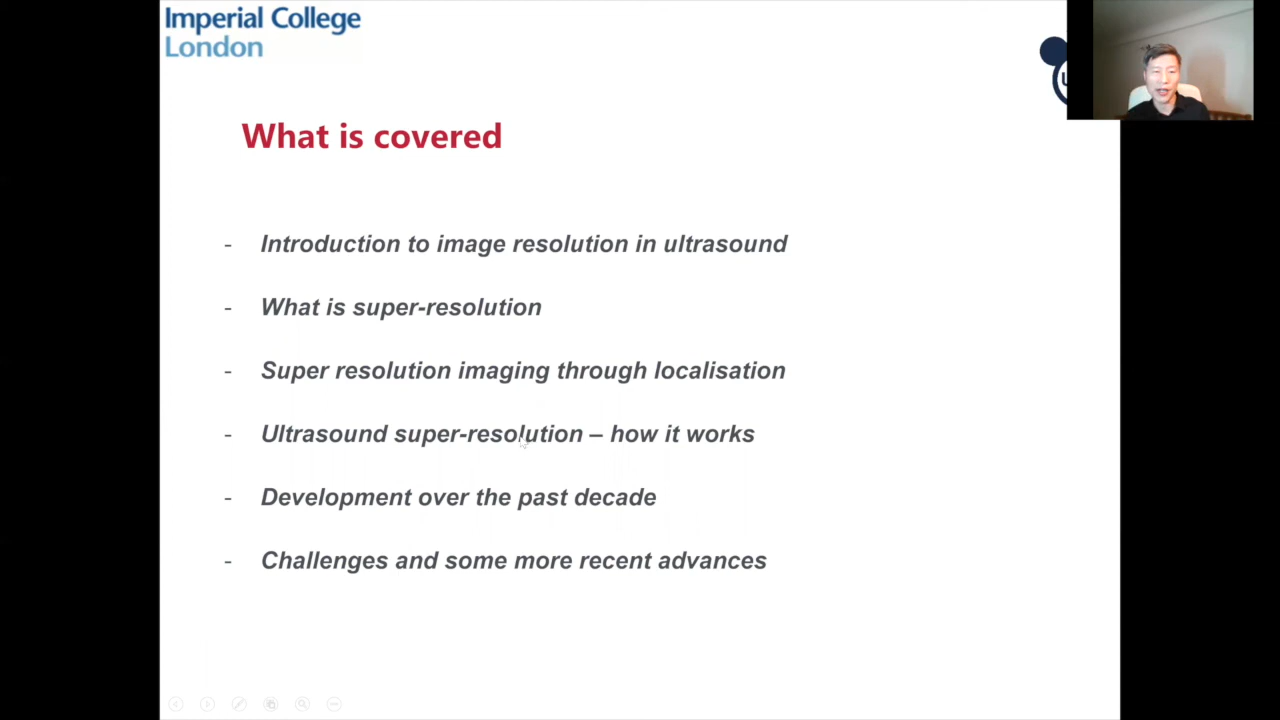 Imperial College
London
What is covered
- Introduction to image resolution in ultrasound
- What is super-resolution
- Super resolution imaging through localisation
- Ultrasound super-resolution – how it works
- Development over the past decade
- Challenges and some more recent advances